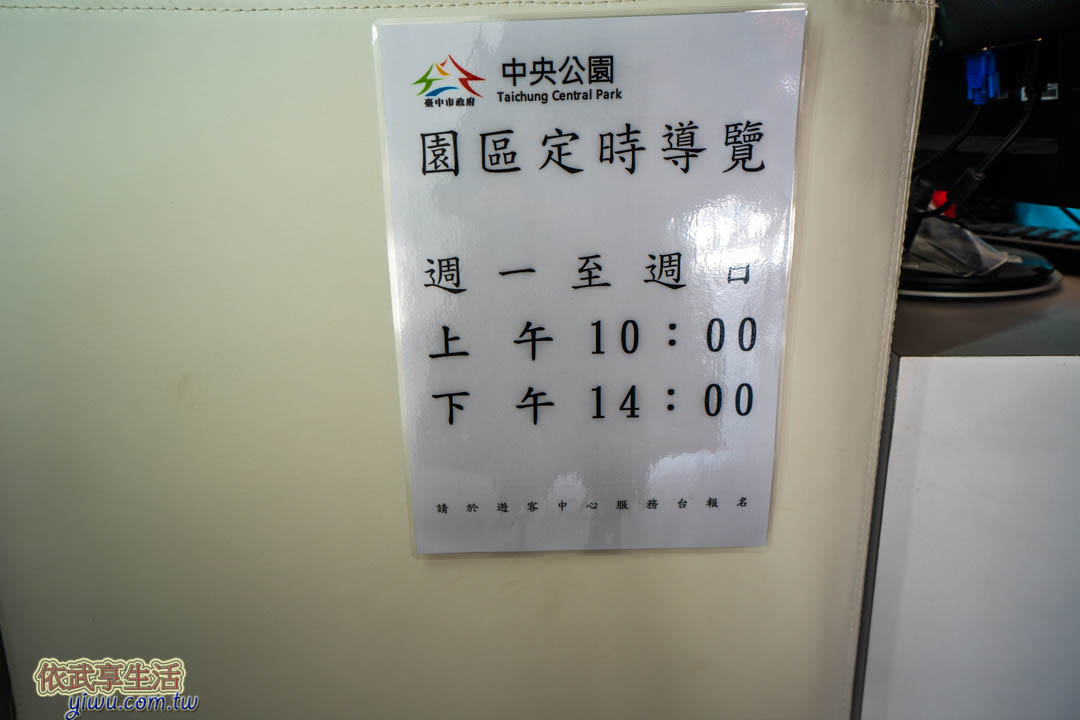 中央公園
臺中市政府
Taichung Central Park
園區定時導覽
週一至週日
上午10：00
下午14：00
請於遊客中心服務台報名
依武享生活
yiwu.com.tw